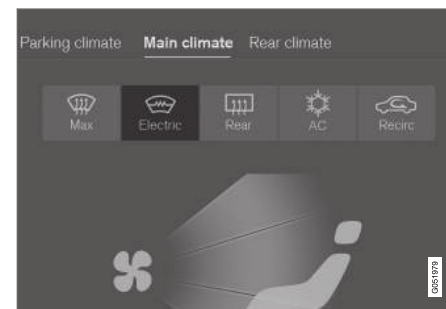 Parking climate Main climate Rear climate
Max Electric Rear AC Recirc
G051979